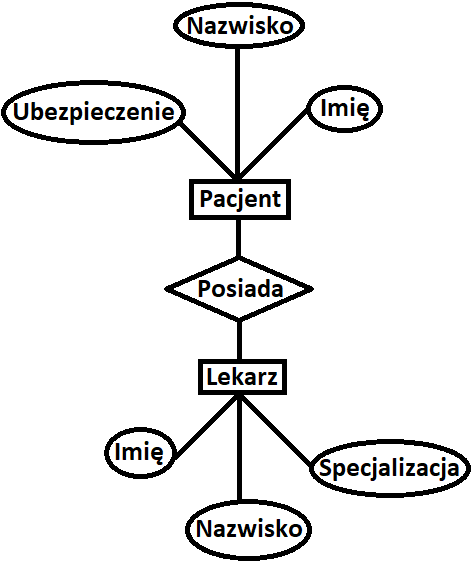 Nazwisko
Ubezpieczenie
Imię
Pacjent
Posiada
Lekarz
Imię
Specjalizacja
Nazwisko